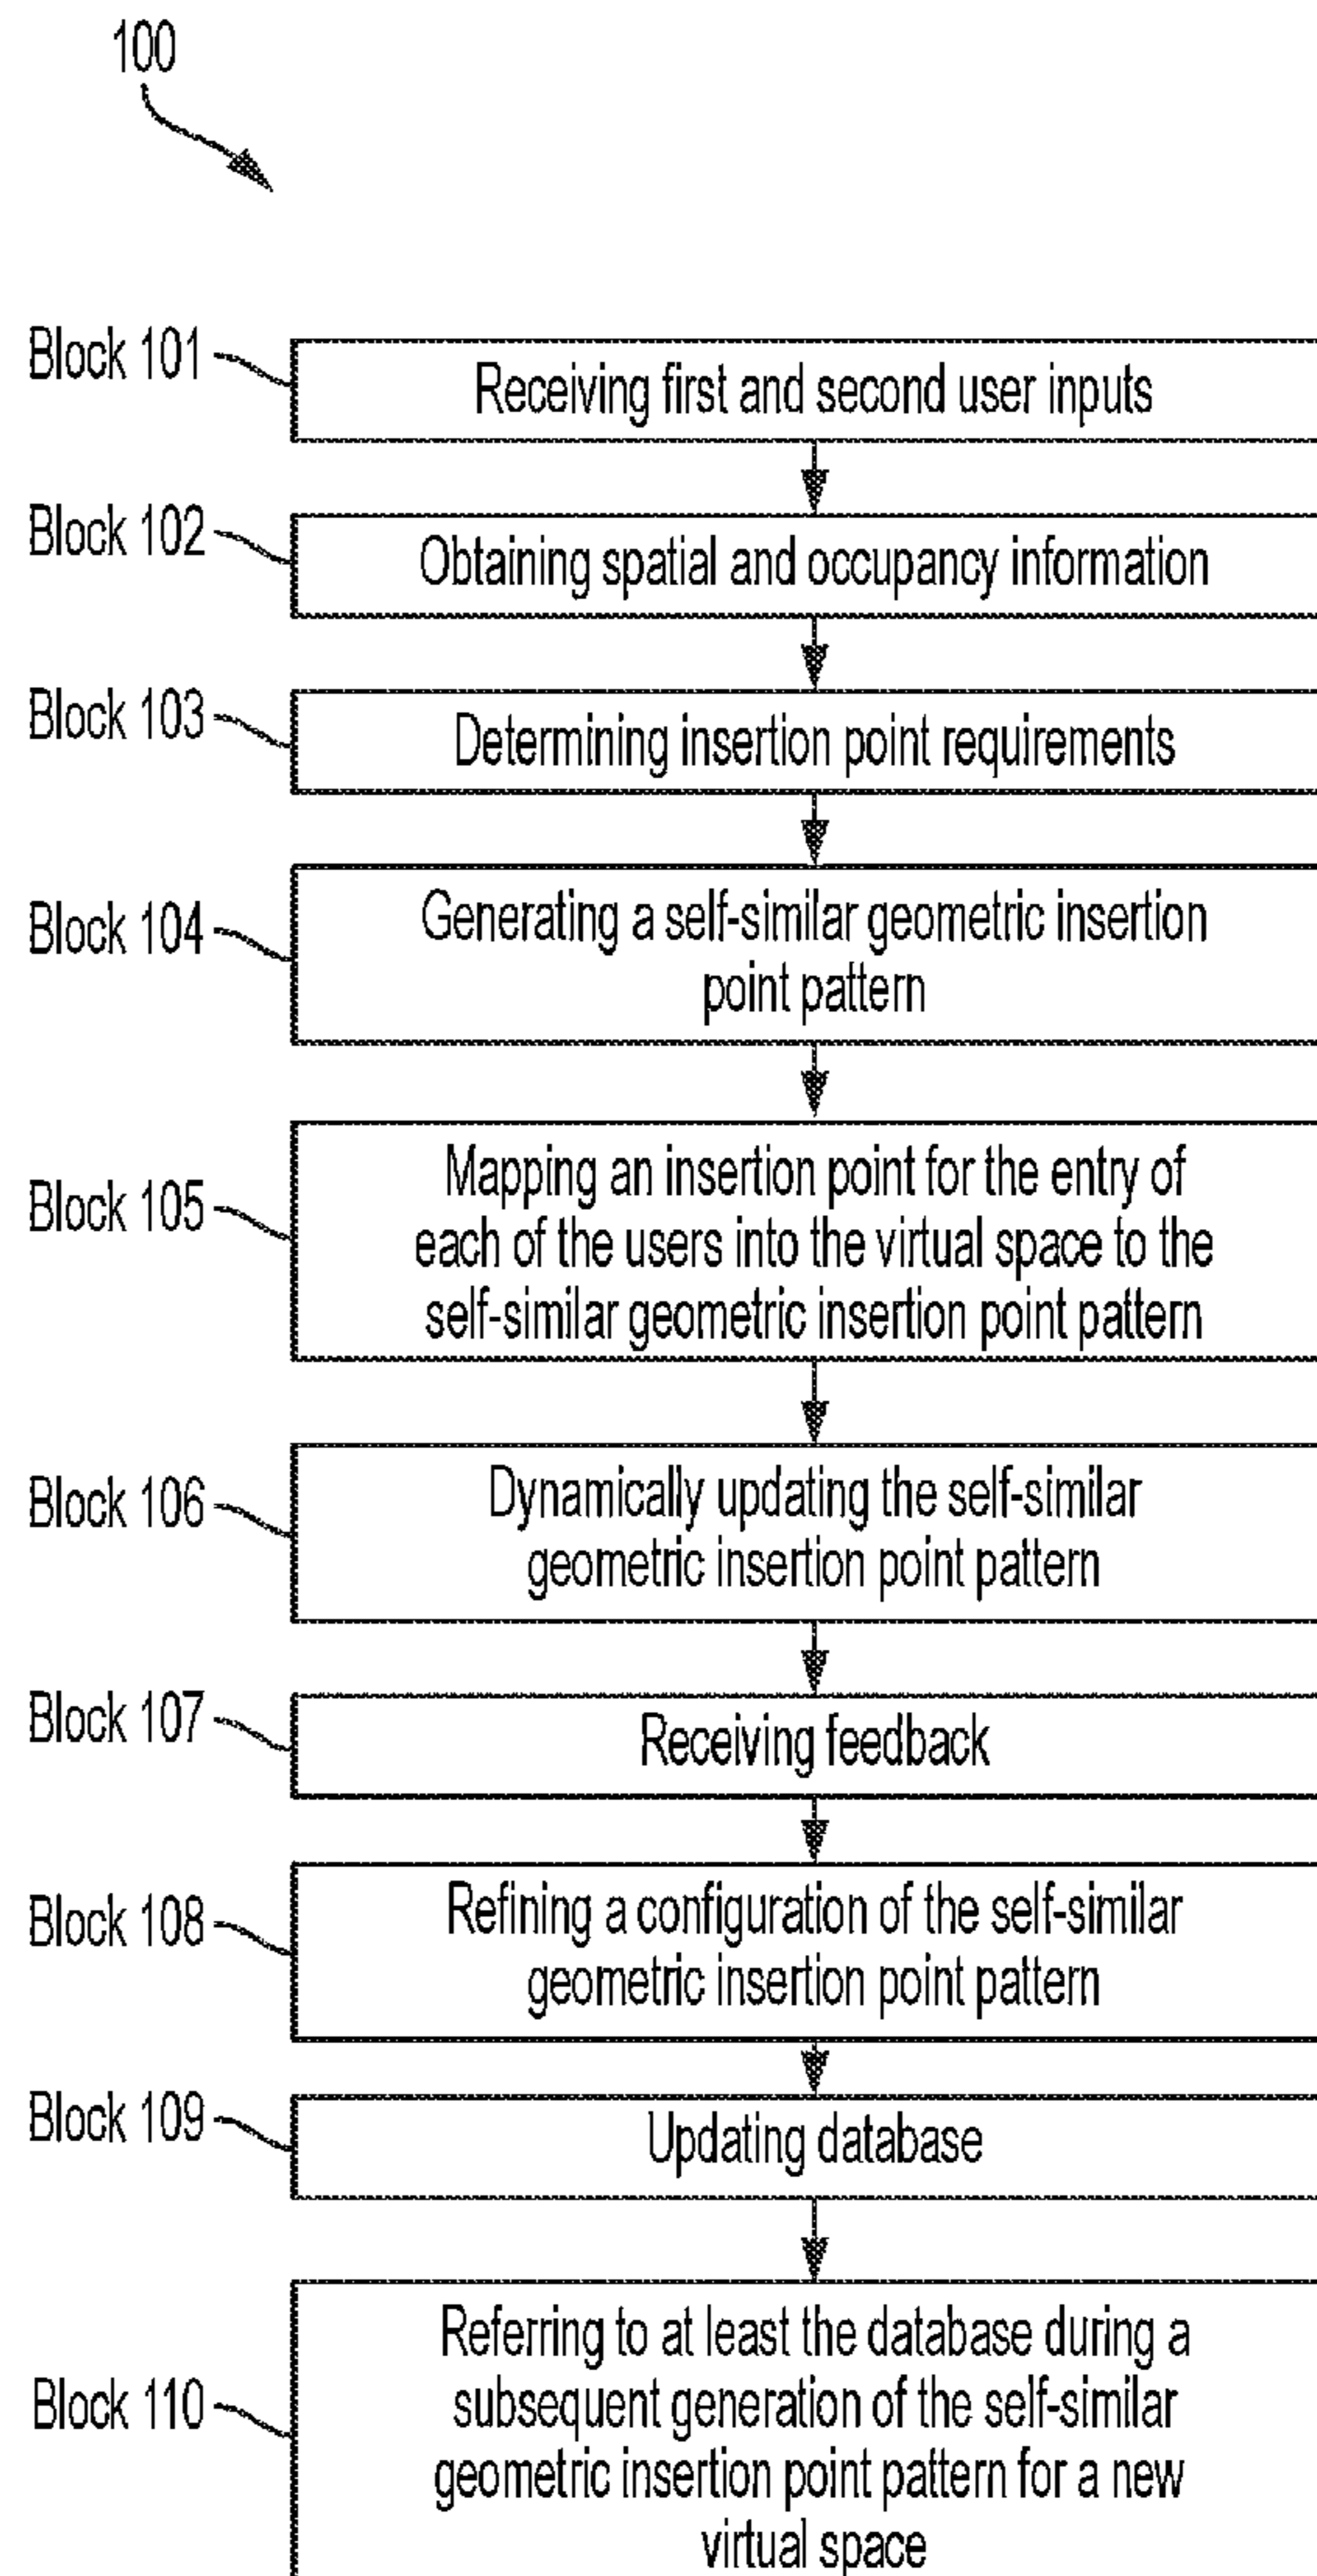 100
Block 101
Receiving first and second user inputs
Block 102
Obtaining spatial and occupancy information
Block 103
Determining insertion point requirements
Block 104
Generating a self-similar geometric insertion
point pattern
Block 105
Mapping an insertion point for the entry of
each of the users into the virtual space to the
self-similar geometric insertion point pattern
Block 106
Dynamically updating the self-similar
geometric insertion point pattern
Block 107
Receiving feedback
Block 108
Refining a configuration of the self-similar
geometric insertion point pattern
Block 109
Updating database
Block 110
Referring to at least the database during a
subsequent generation of the self-similar
geometric insertion point pattern for a new
virtual space